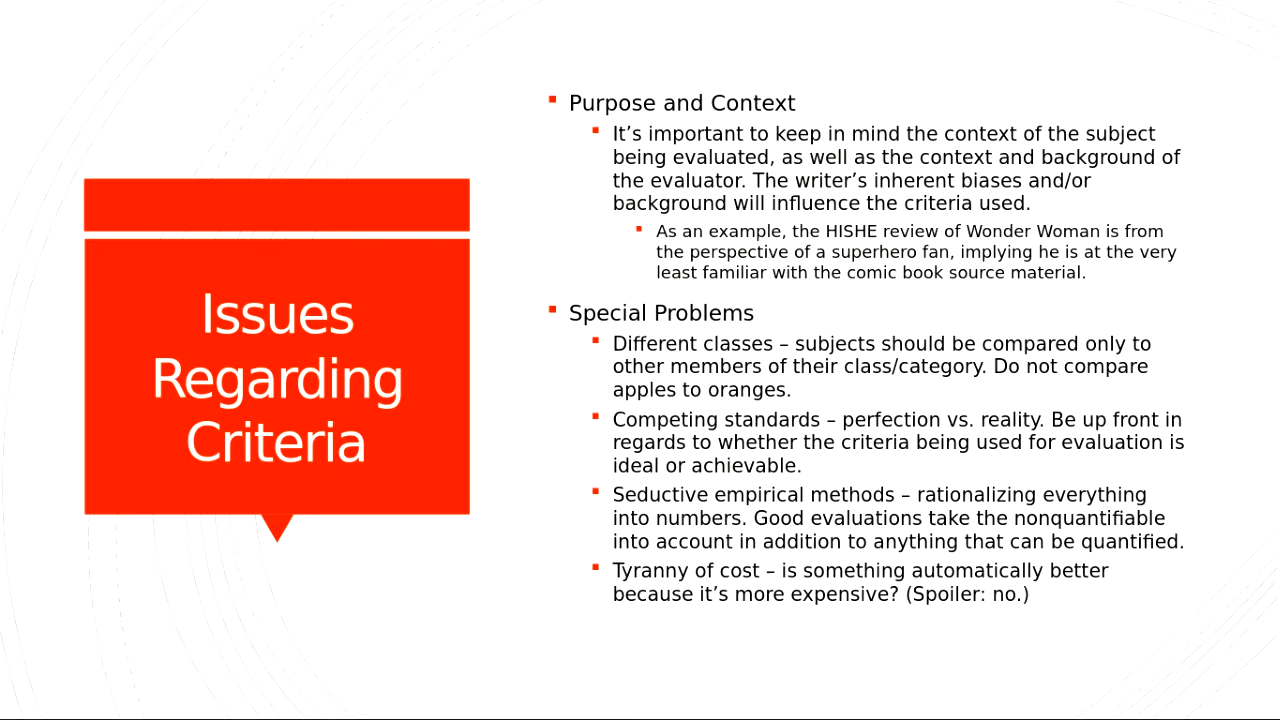 Issues
Regarding
Criteria
Purpose and Context
It’s important to keep in mind the context of the subject
being evaluated, as well as the context and background of
the evaluator. The writer’s inherent biases and/or
background will influence the criteria used.
As an example, the HISHE review of Wonder Woman is from
the perspective of a superhero fan, implying he is at the very
least familiar with the comic book source material.
Special Problems
Different classes – subjects should be compared only to
other members of their class/category. Do not compare
apples to oranges.
Competing standards – perfection vs. reality. Be up front in
regards to whether the criteria being used for evaluation is
ideal or achievable.
Seductive empirical methods – rationalizing everything
into numbers. Good evaluations take the nonquantifiable
into account in addition to anything that can be quantified.
Tyranny of cost – is something automatically better
because it’s more expensive? (Spoiler: no.)